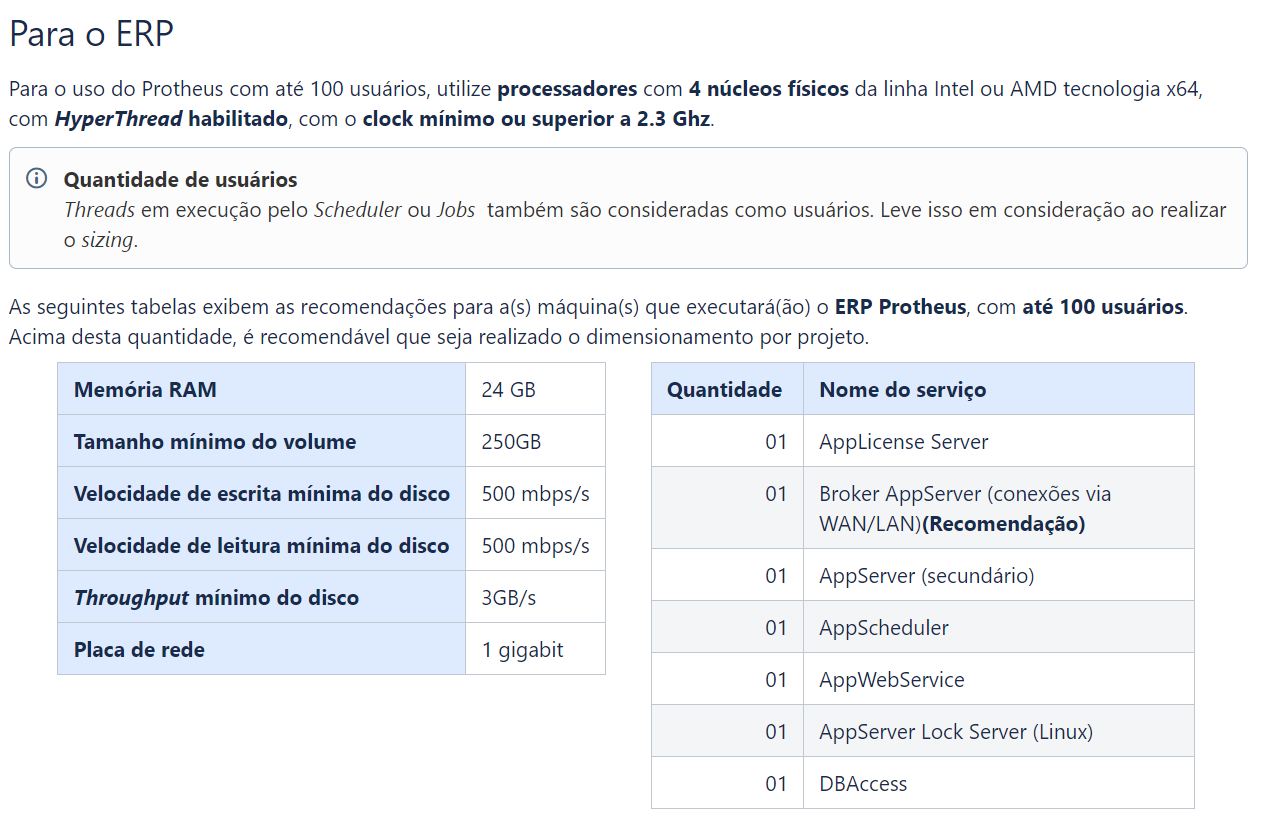 Para o ERP
Para o uso do Protheus com até 100 usuários, utilize processadores com 4 núcleos físicos da linha Intel ou AMD tecnologia x64,
com HyperThread habilitado, com o clock mínimo ou superior a 2.3 Ghz.
Quantidade de usuários
Threads em execução pelo Scheduler ou Jobs também são consideradas como usuários. Leve isso em consideração ao realizar
o sizing.
As seguintes tabelas exibem as recomendações para a(s) máquina(s) que executará(ão) o ERP Protheus, com até 100 usuários.
Acima desta quantidade, é recomendável que seja realizado o dimensionamento por projeto.
Memória RAM 24 GB
Tamanho mínimo do volume 250GB
Velocidade de escrita mínima do disco 500 mbps/s
Velocidade de leitura mínima do disco 500 mbps/s
Throughput mínimo do disco 3GB/s
Placa de rede 1 gigabit
Quantidade Nome do serviço
01 AppLicense Server
01 Broker AppServer (conexões via
WAN/LAN)(Recomendação)
01 AppServer (secundário)
01 AppScheduler
01 AppWebService
01 AppServer Lock Server (Linux)
01 DBAccess